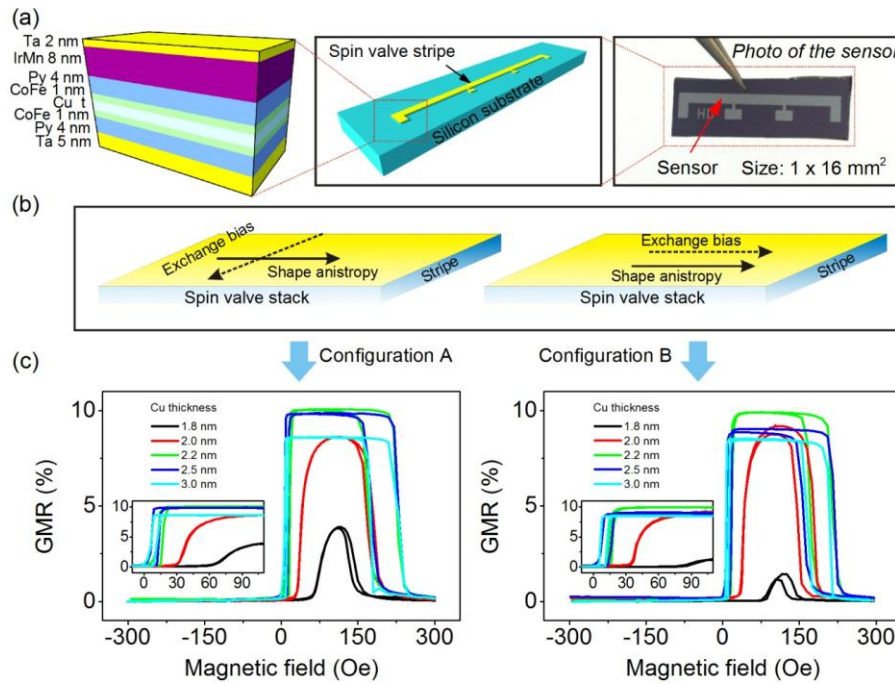 (a)
Ta 2 nm
IrMn 8 nm
Py 4 nm
CoFe 1 nm
Cu t
CoFe 1 nm
Py 4 nm
Ta 5 nm
Spin valve stripe
Silicon substrate
Photo of the sensor
HD
Sensor
Size: 1 x 16 mm²
(b)
Exchange bias
Shape anistropy
Stripe
Spin valve stack
Exchange bias
Shape anistropy
Stripe
Spin valve stack
Configuration A
Configuration B
(c)
Cu thickness
1.8 nm
2.0 nm
2.2 nm
2.5 nm
3.0 nm
GMR (%)
10
5
0
10
5
0
0 30 60 90
-300 -150 0 150 300
Magnetic field (Oe)
Cu thickness
1.8 nm
2.0 nm
2.2 nm
2.5 nm
3.0 nm
GMR (%)
10
5
0
10
5
0
0 30 60 90
-300 -150 0 150 300
Magnetic field (Oe)